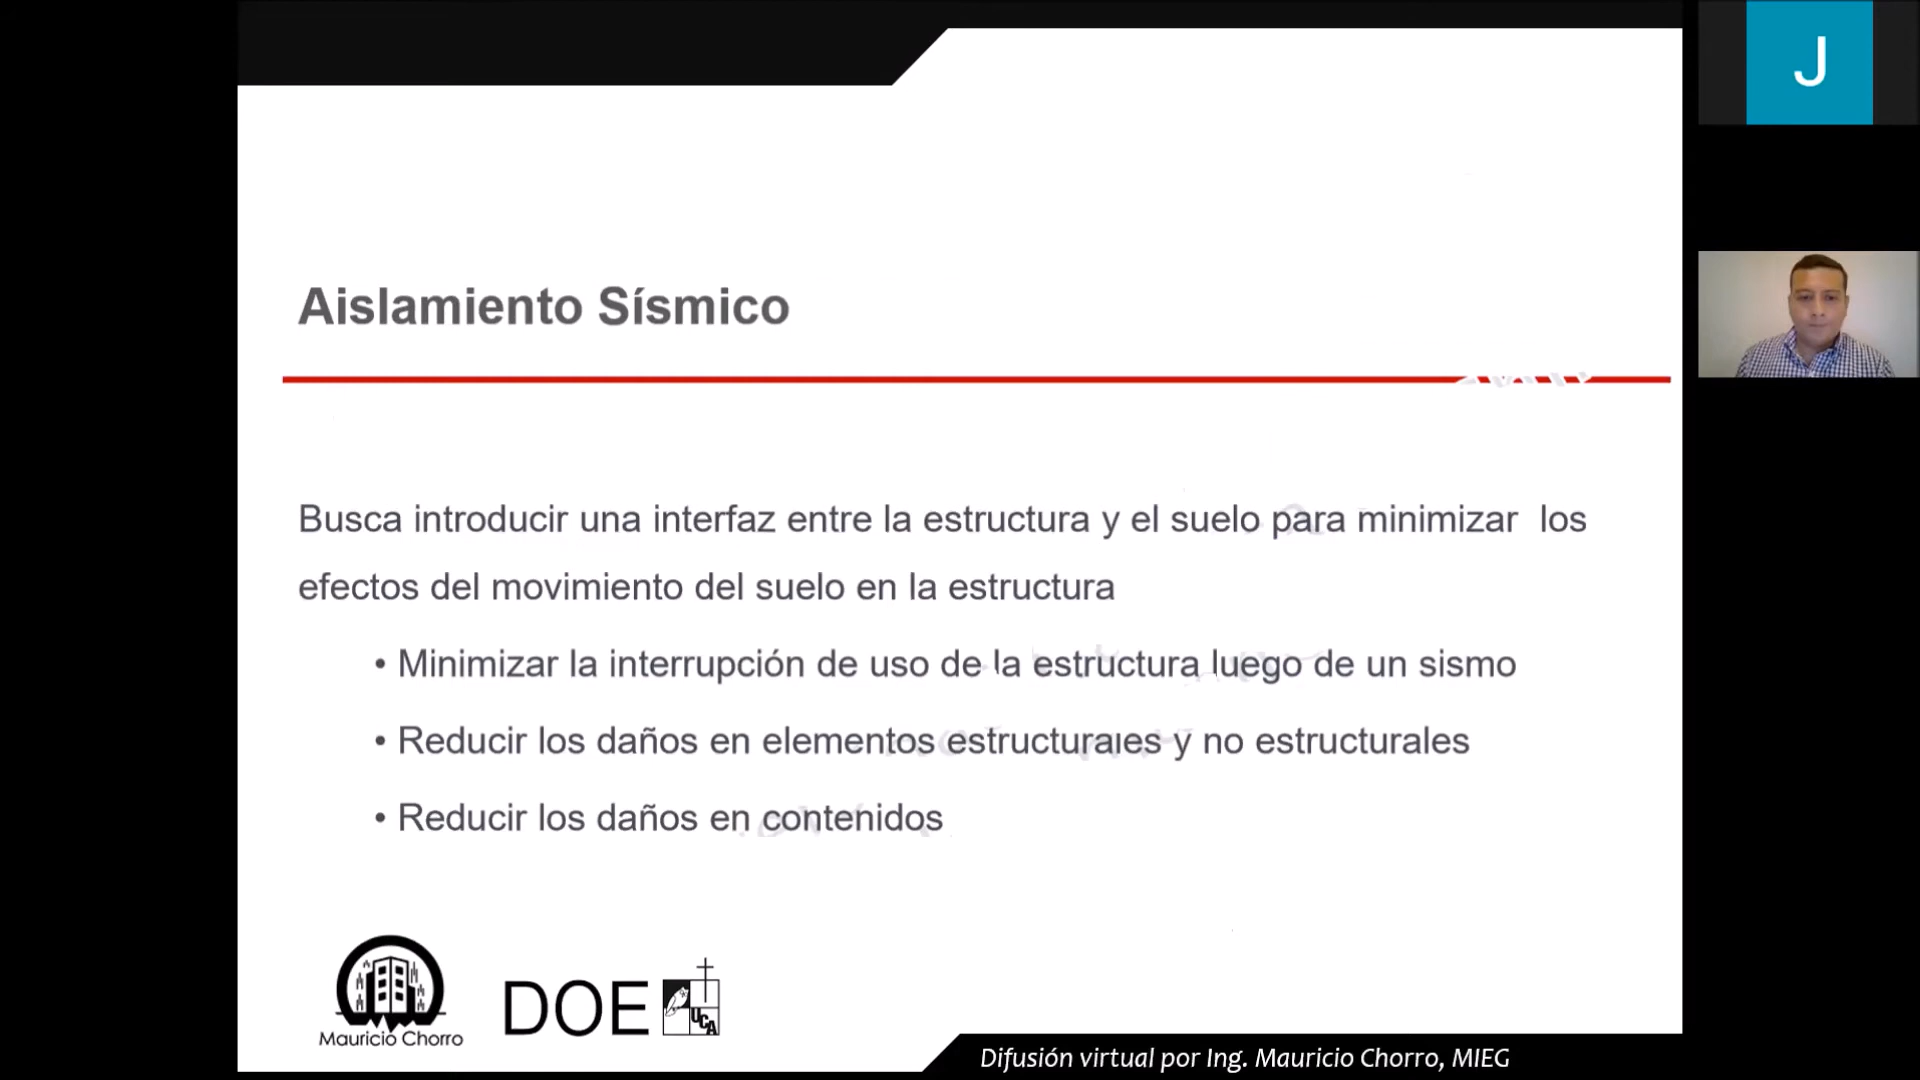 J
Aislamiento Sísmico
Busca introducir una interfaz entre la estructura y el suelo para minimizar los
efectos del movimiento del suelo en la estructura
• Minimizar la interrupción de uso de la estructura luego de un sismo
• Reducir los daños en elementos estructurales y no estructurales
• Reducir los daños en contenidos
Mauricio Chorro
DOE
UCA
Difusión virtual por Ing. Mauricio Chorro, MIEG